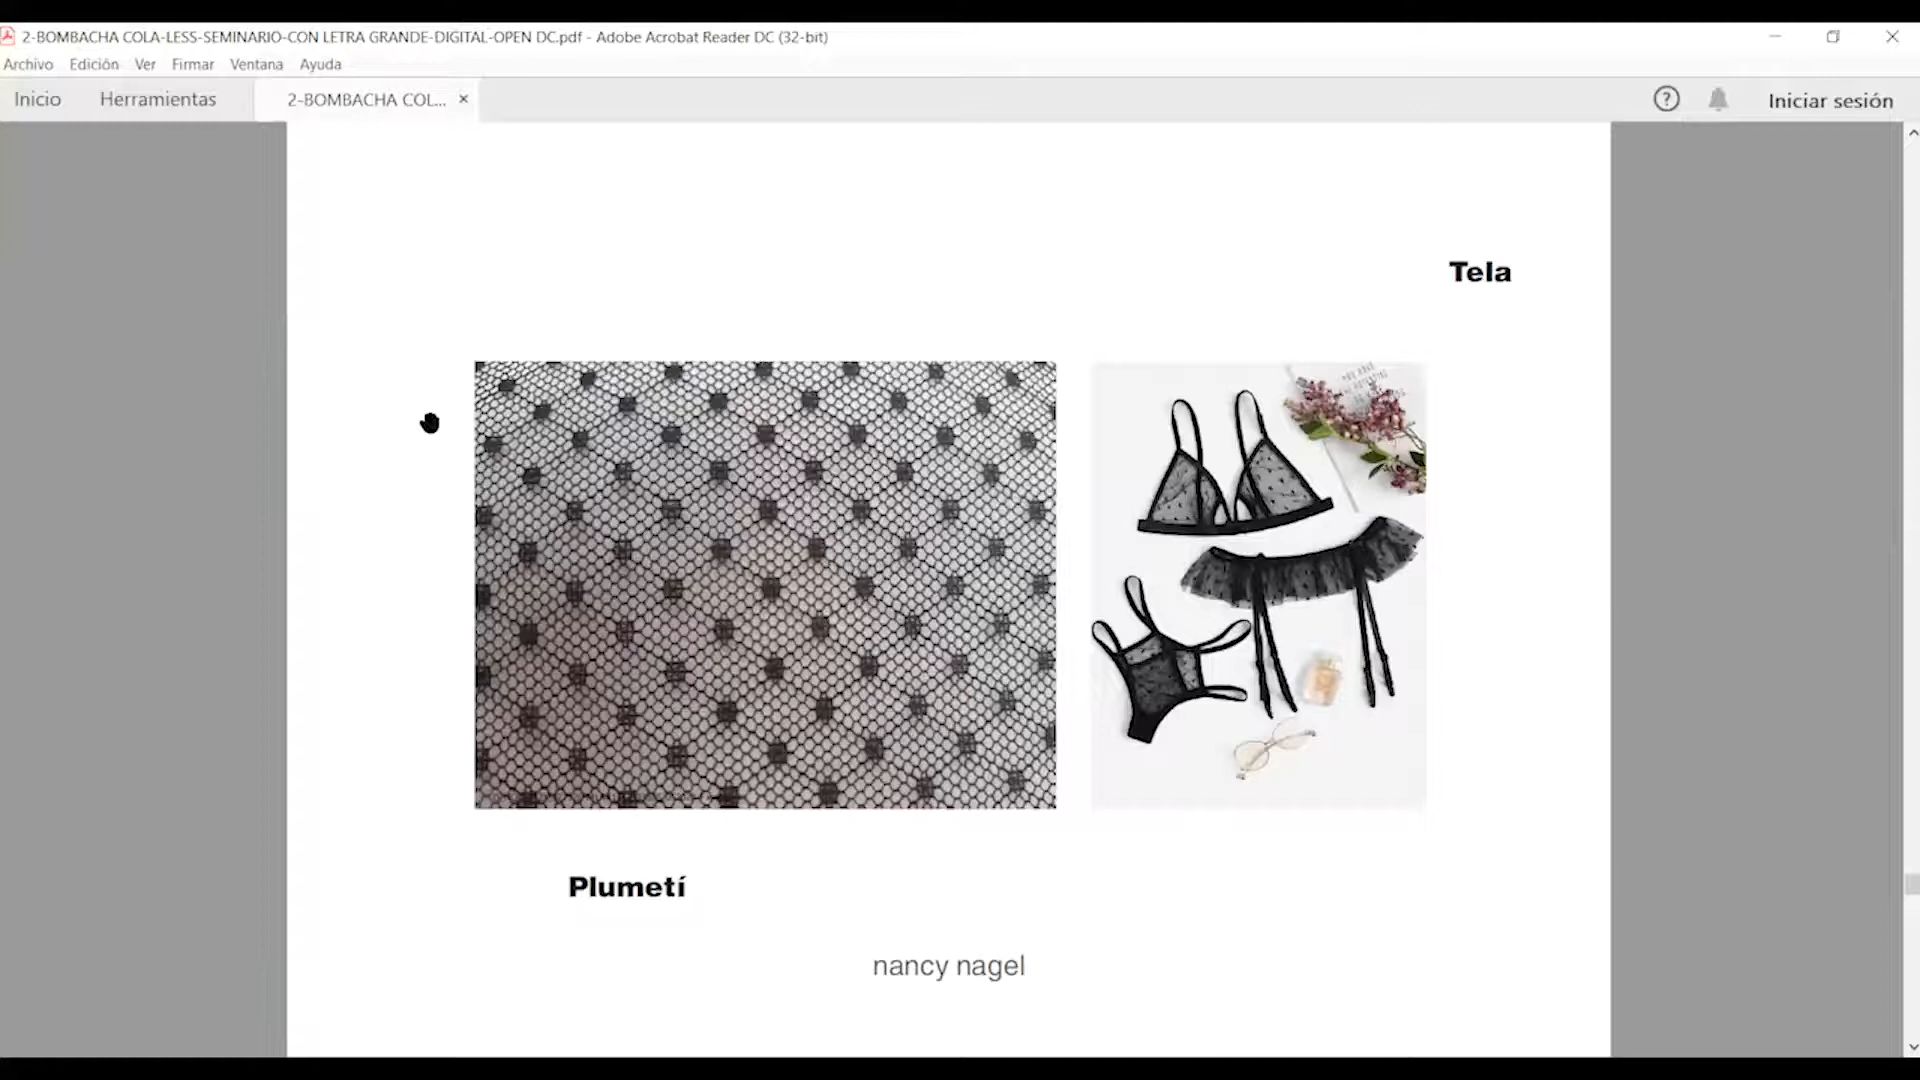 2-BOMBACHA COLA-LESS-SEMINARIO-CON LETRA GRANDE-DIGITAL-OPEN DC.pdf - Adobe Acrobat Reader DC (32-bit)
Archivo Edición Ver Firmar Ventana Ayuda
Inicio Herramientas 2-BOMBACHA COL... Iniciar sesión
Tela
Plumetí
nancy nagel